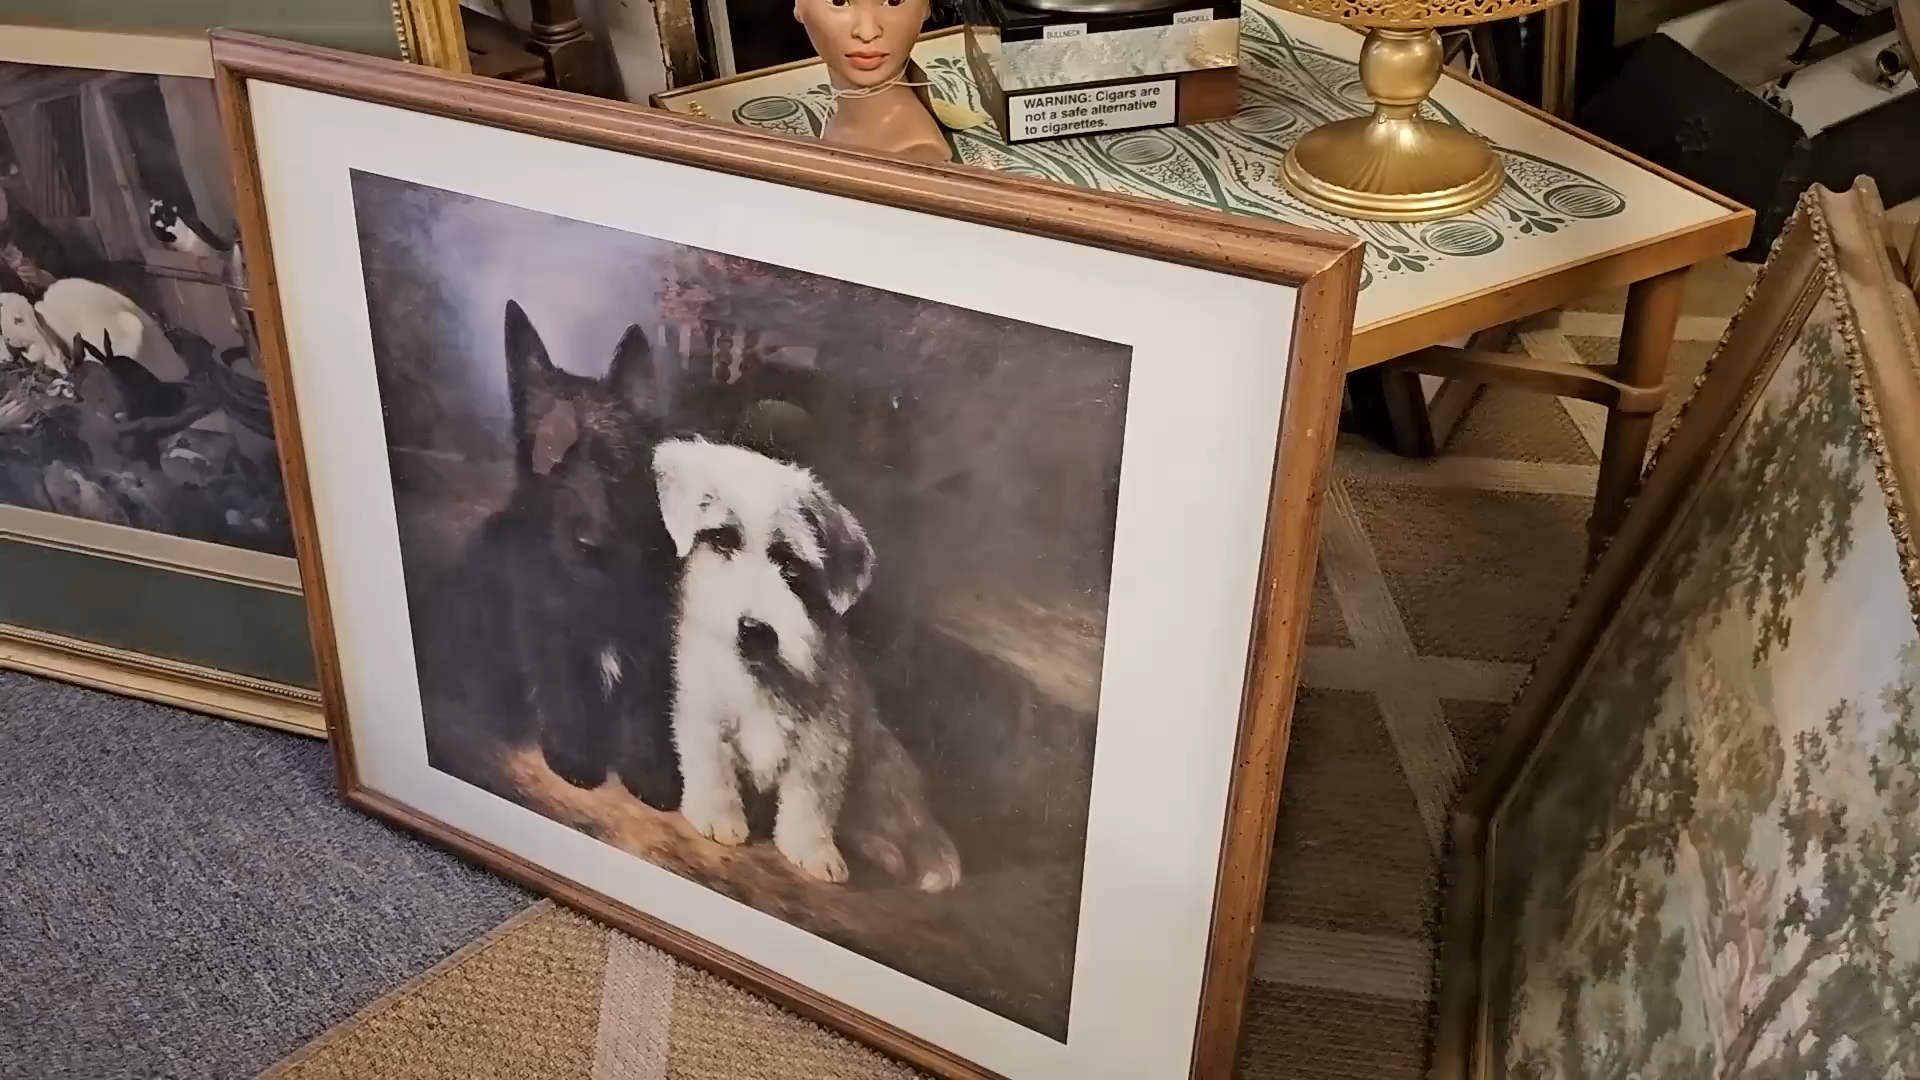 BULLNECK
ROADKILL
WARNING: Cigars are
not a safe alternative
to cigarettes.